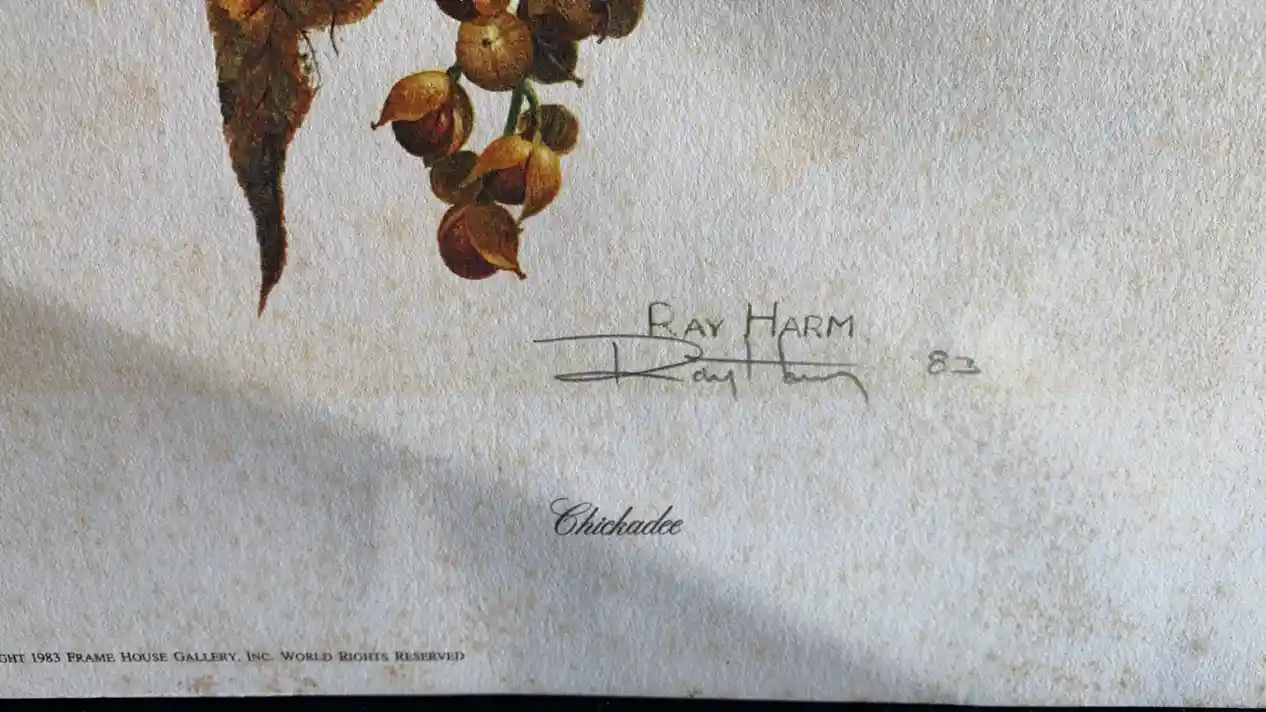 RAY HARM
Ray Harm 83
Chickadee
GHT 1983 FRAME HOUSE GALLERY, INC. WORLD RIGHTS RESERVED